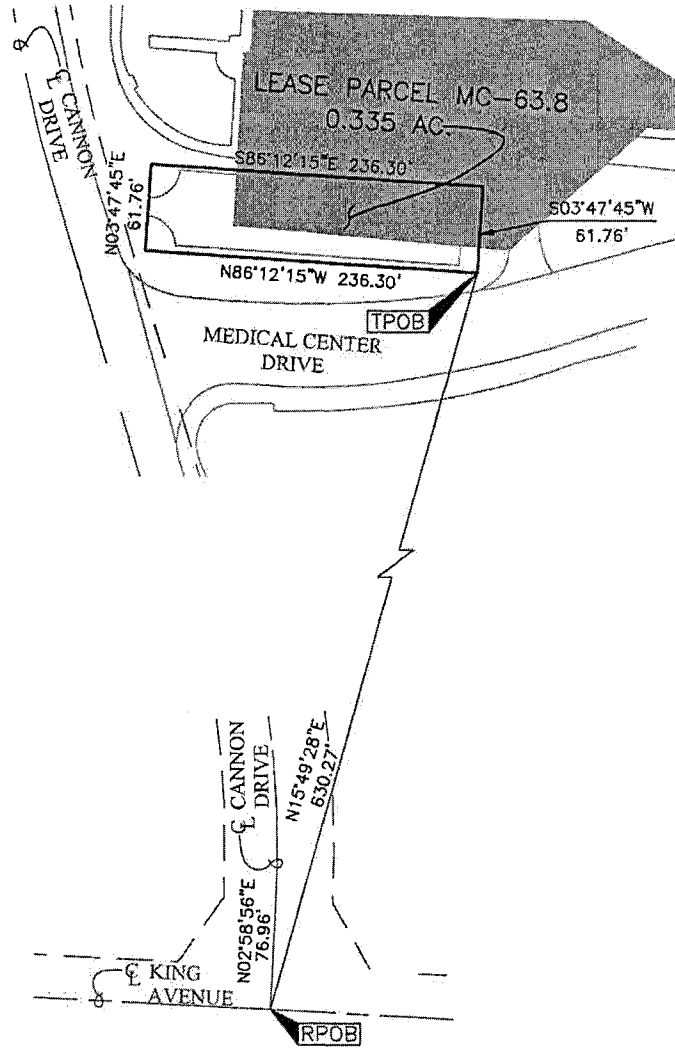 ℄ CANNON
DRIVE
LEASE PARCEL MC-63.8
0.335 AC.
S86°12'15"E 236.30'
N03°47'45"E
61.76'
S03°47'45"W
61.76'
N86°12'15"W 236.30'
TPOB
MEDICAL CENTER
DRIVE
℄ CANNON
DRIVE
N15°49'28"E
630.27'
N02°58'56"E
76.96'
℄ KING
AVENUE
RPOB